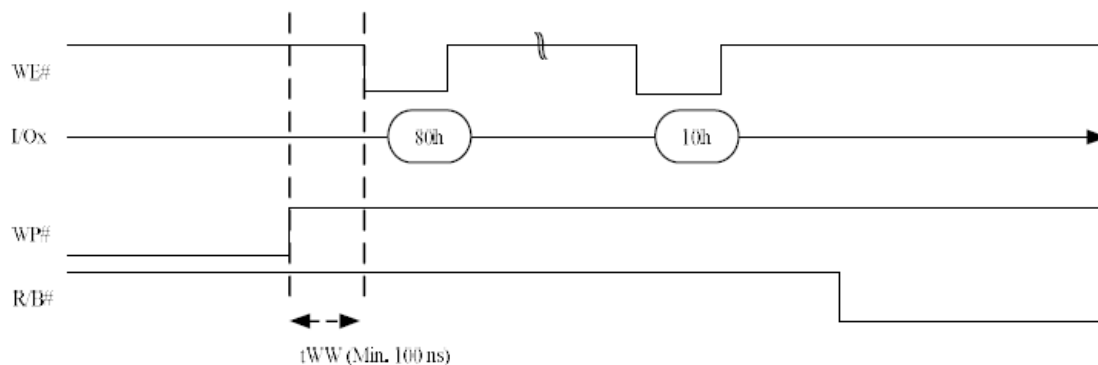 WE#
I/Ox
80h
10h
WP#
R/B#
tWW (Min. 100 ns)